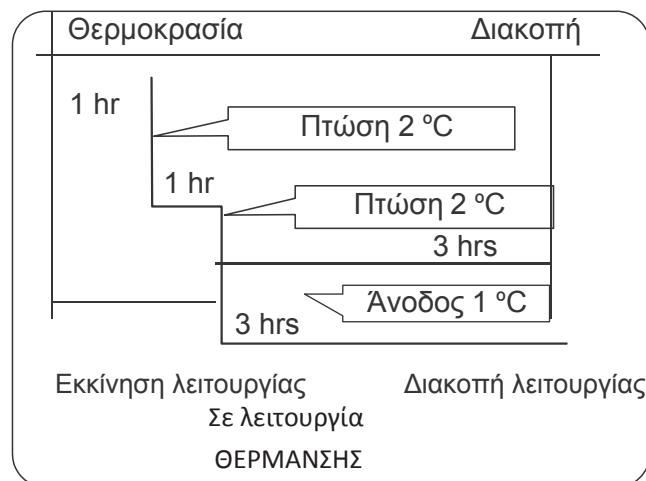 Θερμοκρασία Διακοπή
1 hr
Πτώση 2 ºC
1 hr
Πτώση 2 ºC
3 hrs
Άνοδος 1 ºC
3 hrs
Εκκίνηση λειτουργίας Διακοπή λειτουργίας
Σε λειτουργία
ΘΕΡΜΑΝΣΗΣ